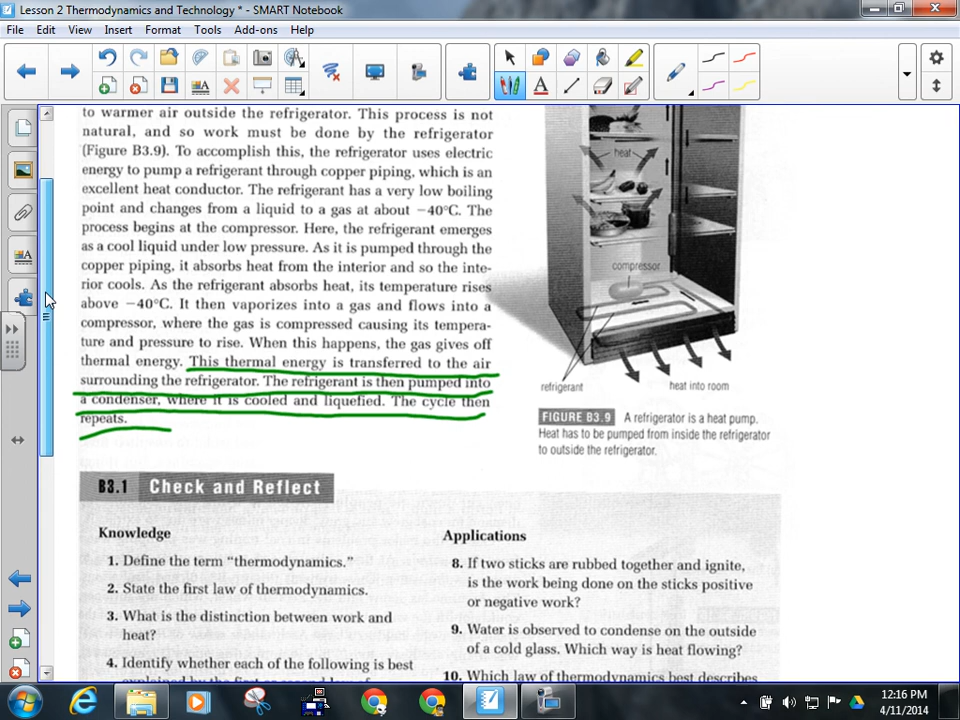 Lesson 2 Thermodynamics and Technology * - SMART Notebook
File Edit View Insert Format Tools Add-ons Help
to warmer air outside the refrigerator. This process is not
natural, and so work must be done by the refrigerator
(Figure B3.9). To accomplish this, the refrigerator uses electric
energy to pump a refrigerant through copper piping, which is an
excellent heat conductor. The refrigerant has a very low boiling
point and changes from a liquid to a gas at about −40°C. The
process begins at the compressor. Here, the refrigerant emerges
as a cool liquid under low pressure. As it is pumped through the
copper piping, it absorbs heat from the interior and so the inte-
rior cools. As the refrigerant absorbs heat, its temperature rises
above −40°C. It then vaporizes into a gas and flows into a
compressor, where the gas is compressed causing its tempera-
ture and pressure to rise. When this happens, the gas gives off
thermal energy. This thermal energy is transferred to the air
surrounding the refrigerator. The refrigerant is then pumped into
a condenser, where it is cooled and liquefied. The cycle then
repeats.
heat
compressor
refrigerant
heat into room
FIGURE B3.9 A refrigerator is a heat pump.
Heat has to be pumped from inside the refrigerator
to outside the refrigerator.
B3.1 Check and Reflect
Knowledge
1. Define the term “thermodynamics.”
2. State the first law of thermodynamics.
3. What is the distinction between work and
heat?
4. Identify whether each of the following is best
explained by the first or second law of
Applications
8. If two sticks are rubbed together and ignite,
is the work being done on the sticks positive
or negative work?
9. Water is observed to condense on the outside
of a cold glass. Which way is heat flowing?
10. Which law of thermodynamics best describes
12:16 PM
4/11/2014